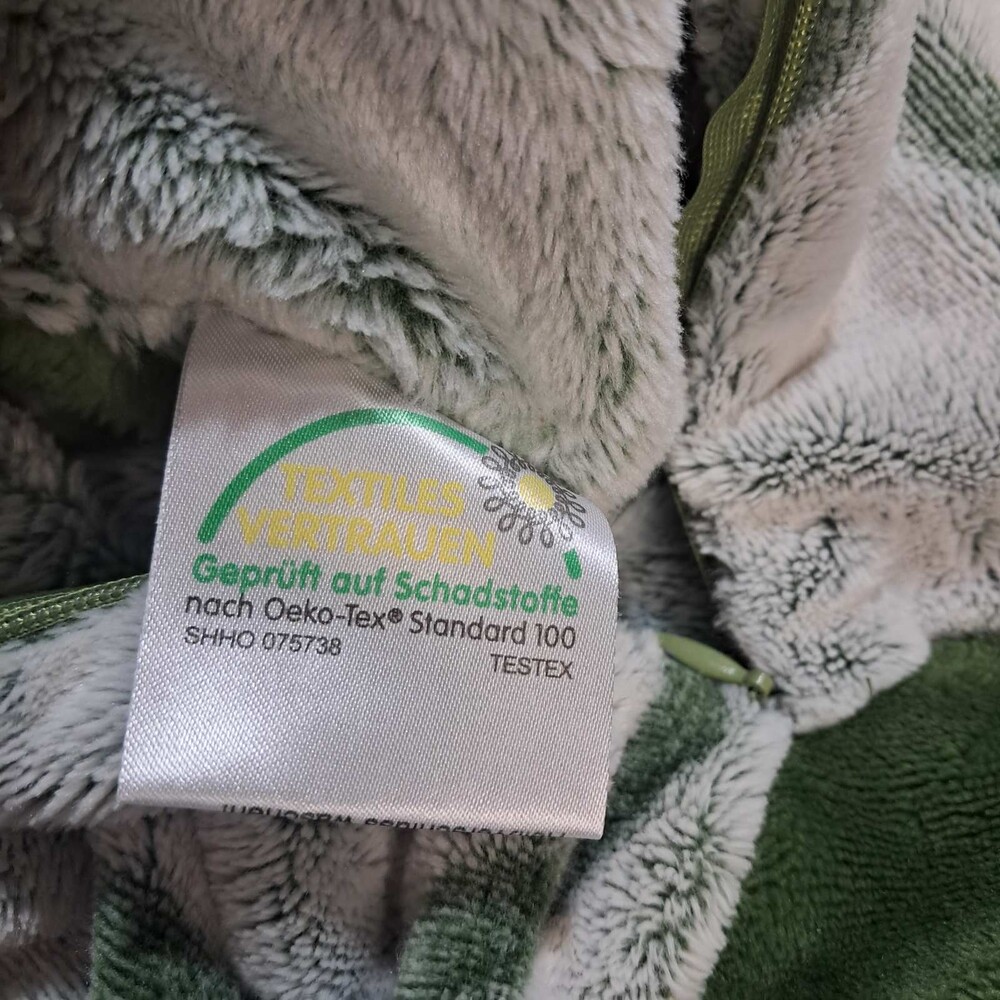 TEXTILES
VERTRAUEN
Geprüft auf Schadstoffe
nach Oeko-Tex® Standard 100
SHHO 075738
TESTEX